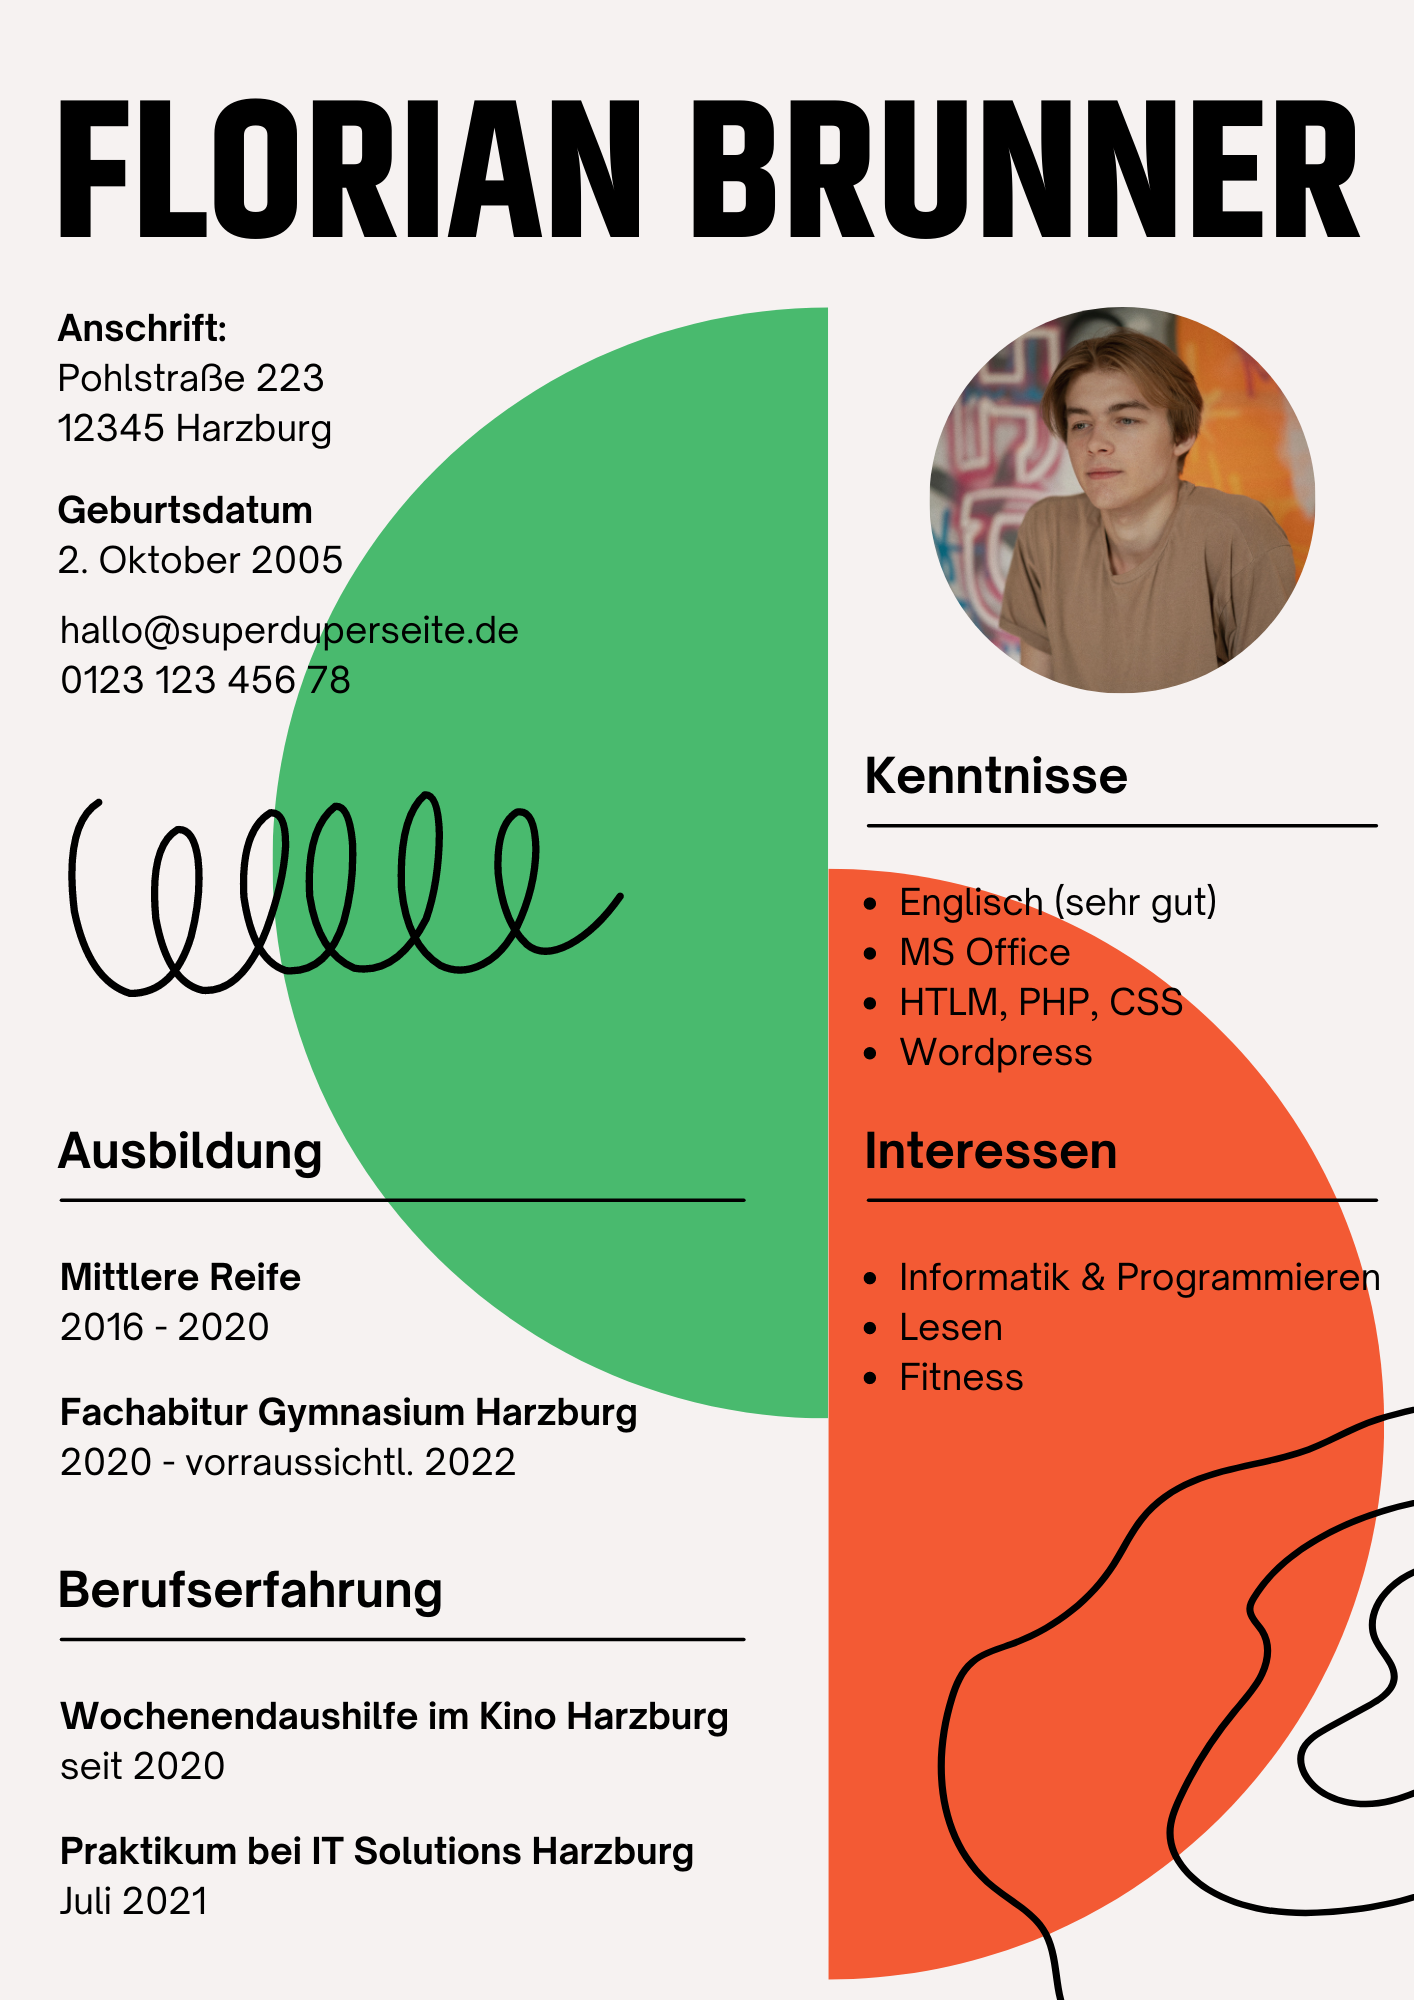 FLORIAN BRUNNER
Anschrift:
Pohlstraße 223
12345 Harzburg
Geburtsdatum
2. Oktober 2005
hallo@superduperseite.de
0123 123 456 78
Ausbildung
Mittlere Reife
2016 - 2020
Fachabitur Gymnasium Harzburg
2020 - vorraussichtl. 2022
Berufserfahrung
Wochenendaushilfe im Kino Harzburg
seit 2020
Praktikum bei IT Solutions Harzburg
Juli 2021
Kenntnisse
• Englisch (sehr gut)
• MS Office
• HTLM, PHP, CSS
• Wordpress
Interessen
• Informatik & Programmieren
• Lesen
• Fitness